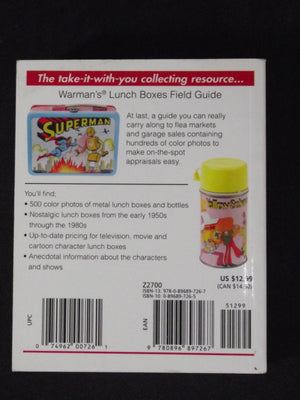 The take-it-with-you collecting resource...
Warman's® Lunch Boxes Field Guide
SUPERMAN
At last, a guide you can really
carry along to flea markets
and garage sales containing
hundreds of color photos to
make on-the-spot
appraisals easy.
You'll find:
• 500 color photos of metal lunch boxes and bottles
• Nostalgic lunch boxes from the early 1950s
through the 1980s
• Up-to-date pricing for television, movie and
cartoon character lunch boxes
• Anecdotal information about the characters
and shows
US $12.99
(CAN $14.50)
Z2700
ISBN-13: 978-0-89689-726-7
ISBN-10: 0-89689-726-5
51299
UPC
EAN
0 74962 00726 1
9 780896 897267